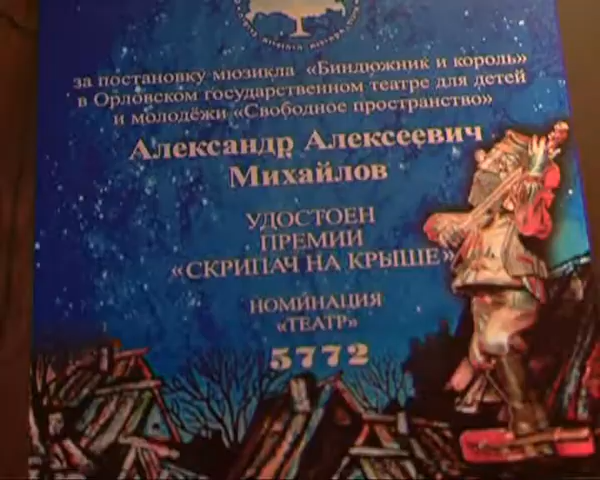 за постановку мюзикла «Биндюжник и король»
в Орловском государственном театре для детей
и молодёжи «Свободное пространство»
Александр Алексеевич
Михайлов
УДОСТОЕН
ПРЕМИИ
«СКРИПАЧ НА КРЫШЕ»
НОМИНАЦИЯ
«ТЕАТР»
5772